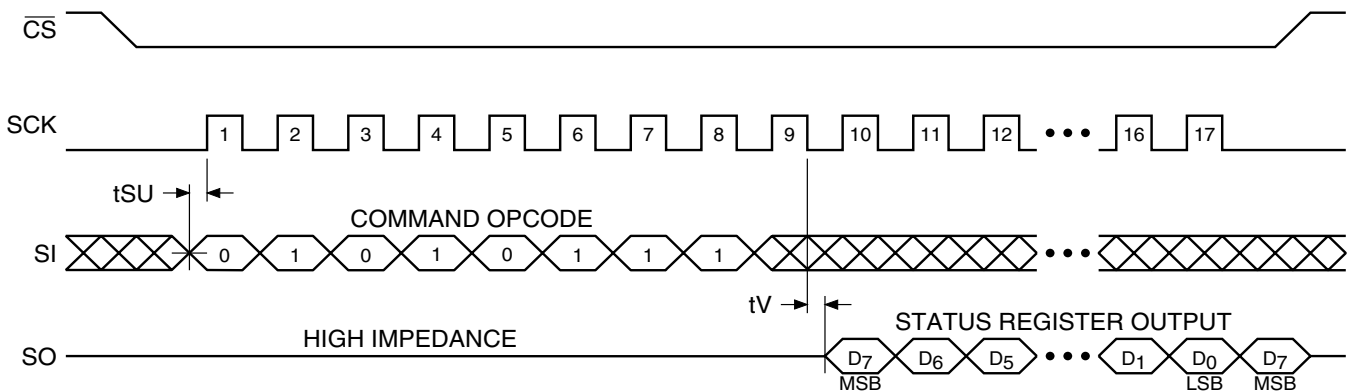 CS
SCK 1 2 3 4 5 6 7 8 9 10 11 12 ••• 16 17
tSU
COMMAND OPCODE
SI 0 1 0 1 0 1 1 1 •••
tV
HIGH IMPEDANCE
STATUS REGISTER OUTPUT
SO D7 D6 D5 ••• D1 D0 D7
MSB LSB MSB